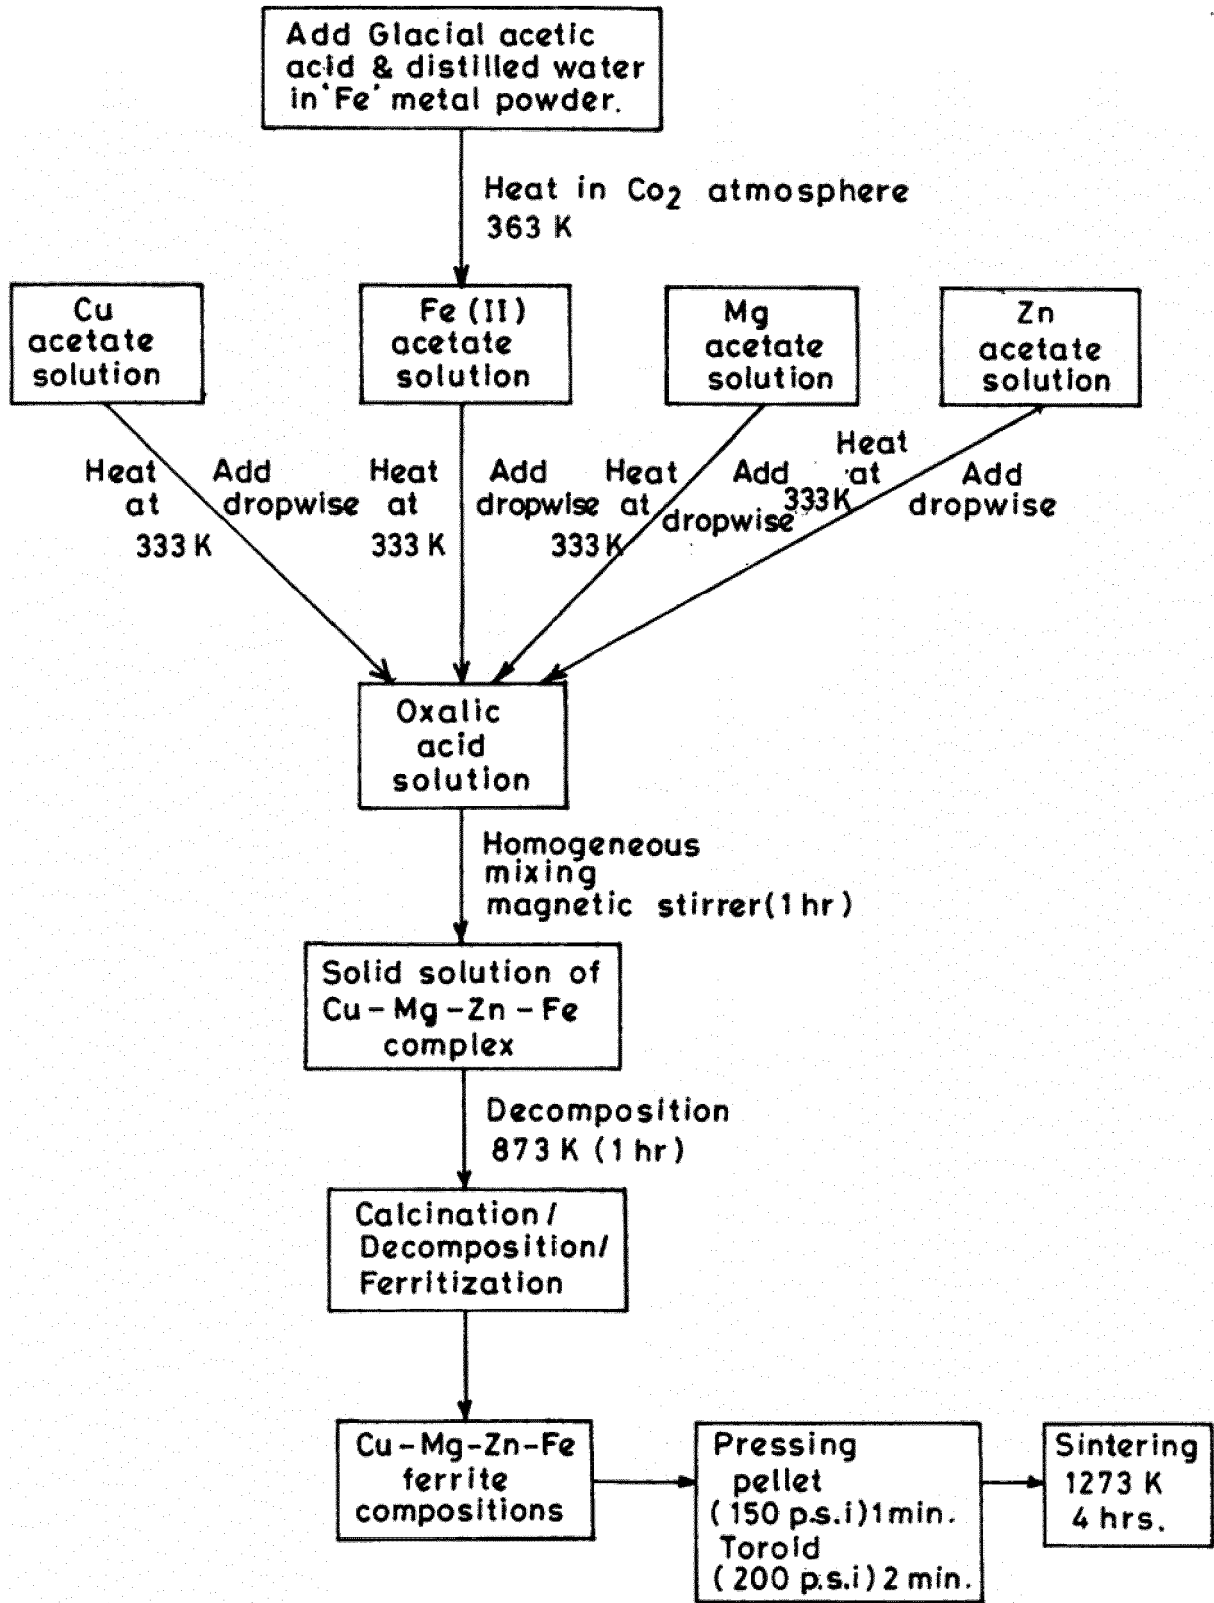 Add Glacial acetic
acid & distilled water
in 'Fe' metal powder.
Heat in Co2 atmosphere
363 K
Cu
acetate
solution
Fe (II)
acetate
solution
Mg
acetate
solution
Zn
acetate
solution
Heat
at
333 K
Add
dropwise
Heat
at
333 K
Add
dropwise
Heat
at
333 K
Add
dropwise
Heat
at
333 K
Add
dropwise
Oxalic
acid
solution
Homogeneous
mixing
magnetic stirrer (1 hr)
Solid solution of
Cu - Mg - Zn - Fe
complex
Decomposition
873 K (1 hr)
Calcination/
Decomposition/
Ferritization
Cu - Mg - Zn - Fe
ferrite
compositions
Pressing
pellet
(150 p.s.i) 1 min.
Toroid
(200 p.s.i) 2 min.
Sintering
1273 K
4 hrs.